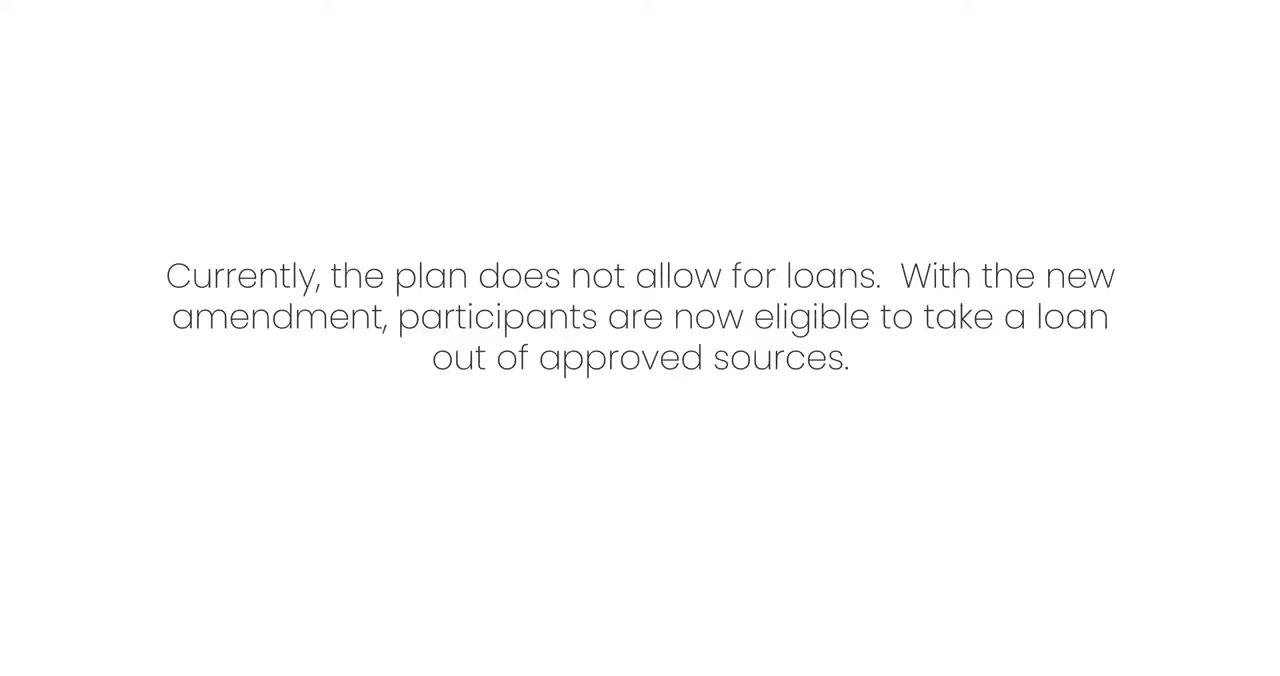 Currently, the plan does not allow for loans.  With the new
amendment, participants are now eligible to take a loan
out of approved sources.